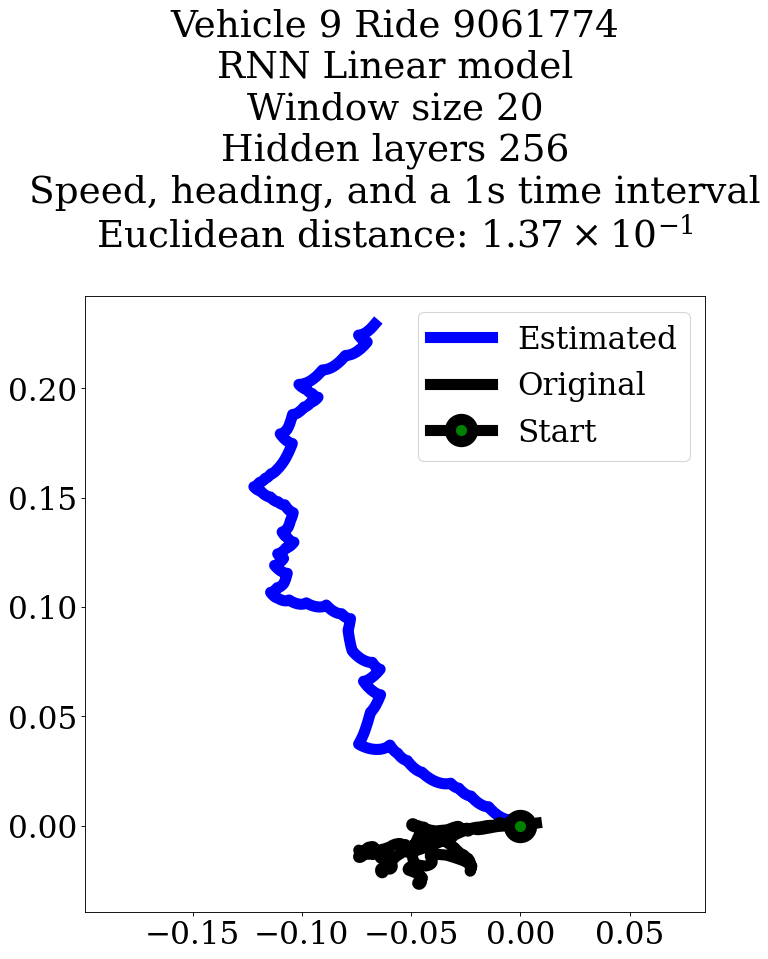 Vehicle 9 Ride 9061774
RNN Linear model
Window size 20
Hidden layers 256
Speed, heading, and a 1s time interval
Euclidean distance: 1.37 × 10⁻¹
Estimated
Original
Start
0.20
0.15
0.10
0.05
0.00
−0.15
−0.10
−0.05
0.00
0.05